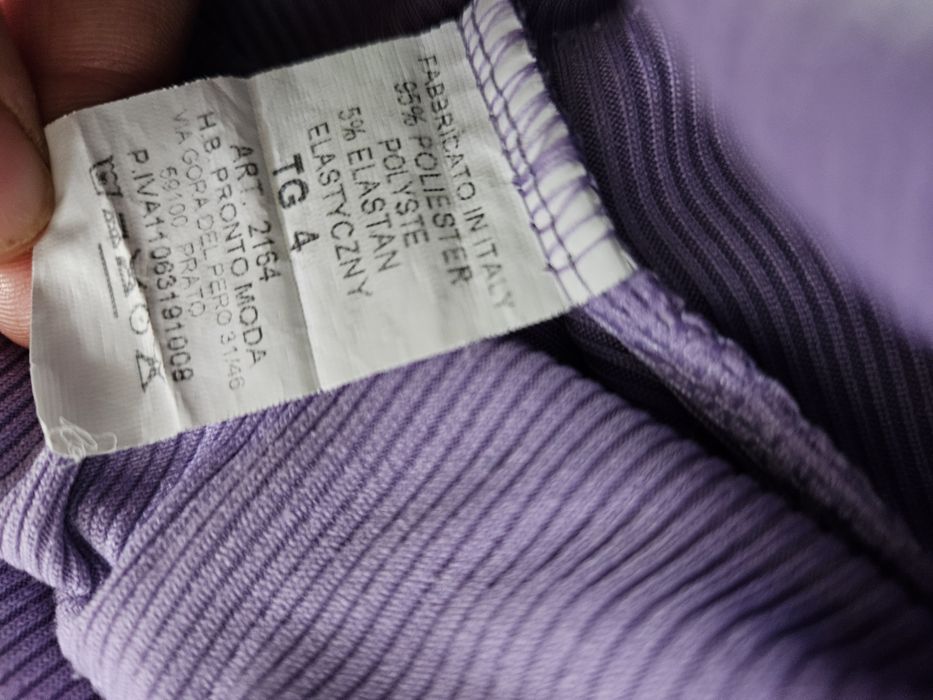 FABBRICATO IN ITALY
95% POLIESTER
POLYSTE
5% ELASTAN
ELASTYCZNY
TG 4
ART. 2164
H.B PRONTO MODA
VIA GORA DEL PERO 31/46
59100 PRATO
P.IVA11063191008